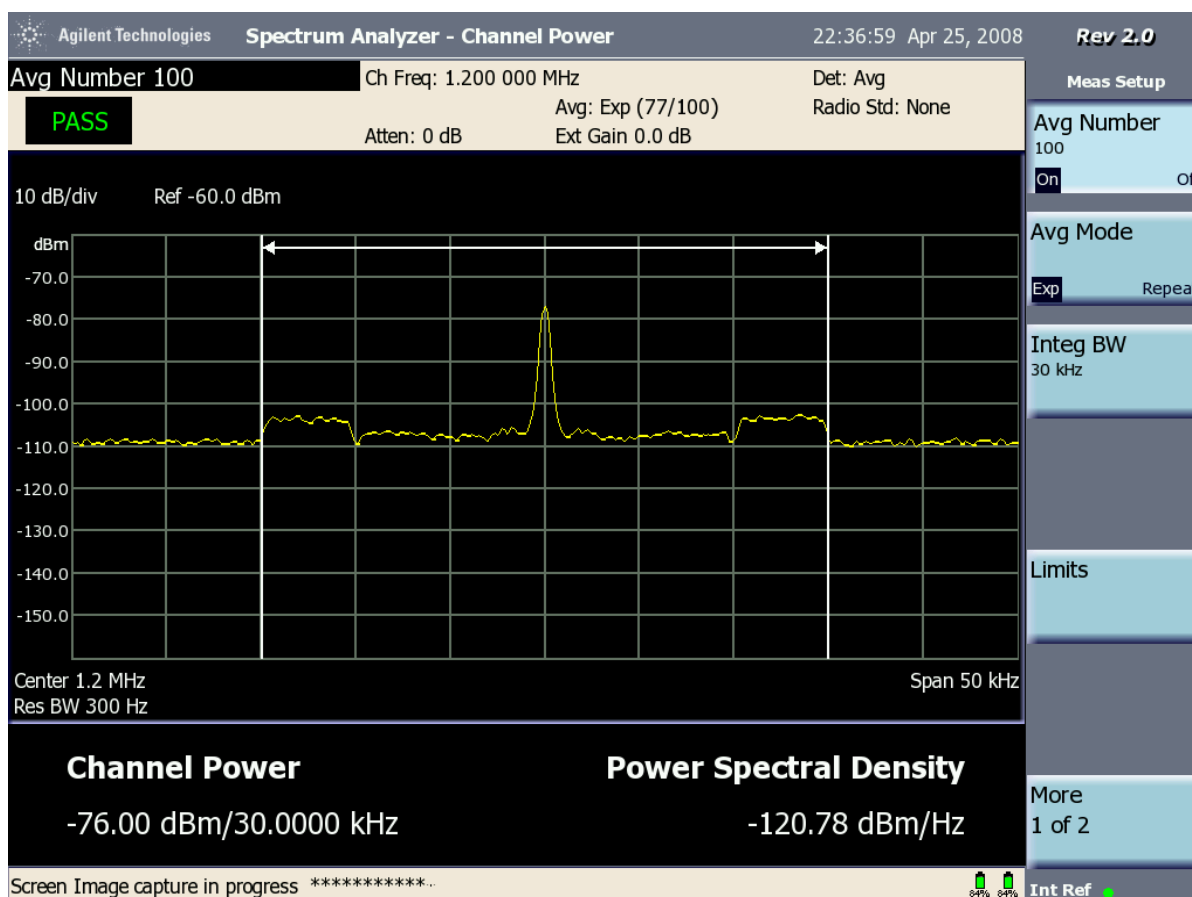 Agilent Technologies Spectrum Analyzer - Channel Power 22:36:59 Apr 25, 2008 Rev 2.0
Avg Number 100 Ch Freq: 1.200 000 MHz Det: Avg
PASS Avg: Exp (77/100) Radio Std: None
Atten: 0 dB Ext Gain 0.0 dB
10 dB/div Ref -60.0 dBm
dBm
-70.0
-80.0
-90.0
-100.0
-110.0
-120.0
-130.0
-140.0
-150.0
Center 1.2 MHz Span 50 kHz
Res BW 300 Hz
Channel Power Power Spectral Density
-76.00 dBm/30.0000 kHz -120.78 dBm/Hz
Screen Image capture in progress ***********..
84% 84%
Meas Setup
Avg Number
100
On Of
Avg Mode
Exp Repea
Integ BW
30 kHz
Limits
More
1 of 2
Int Ref